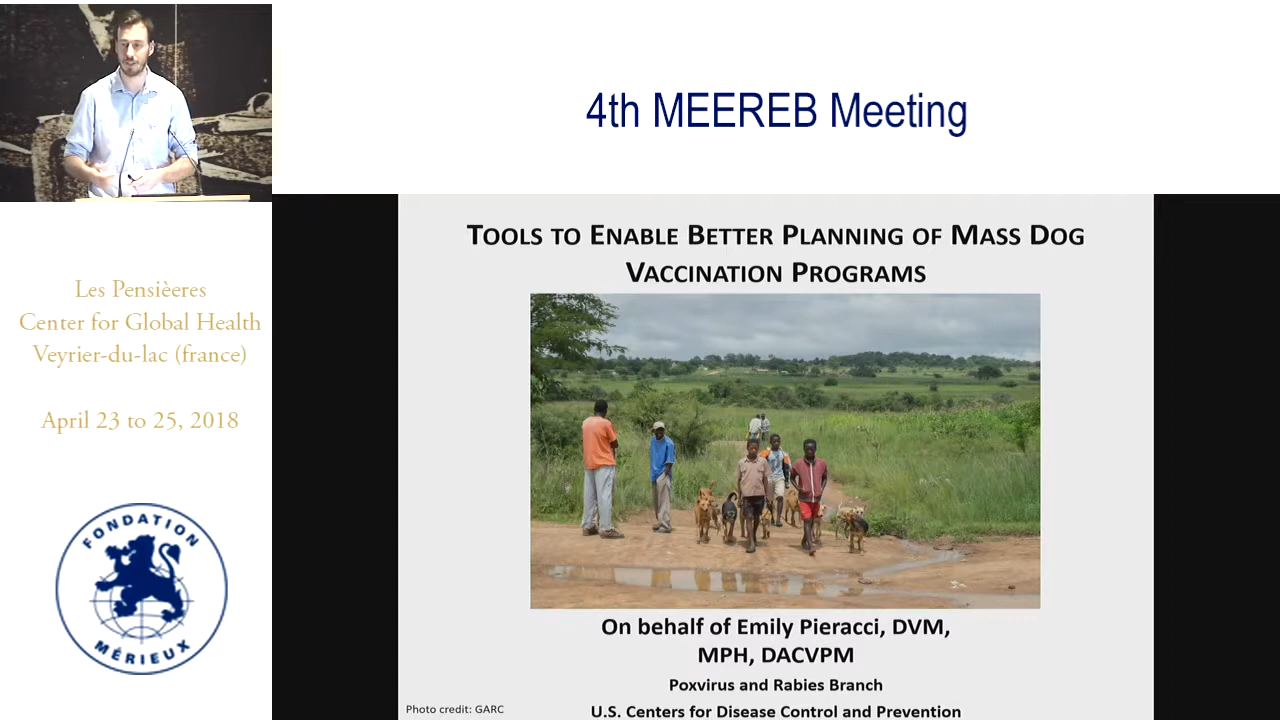 4th MEEREB Meeting
TOOLS TO ENABLE BETTER PLANNING OF MASS DOG
VACCINATION PROGRAMS
Les Pensièeres
Center for Global Health
Veyrier-du-lac (france)
April 23 to 25, 2018
FONDATION
MÉRIEUX
On behalf of Emily Pieracci, DVM,
MPH, DACVPM
Poxvirus and Rabies Branch
Photo credit: GARC
U.S. Centers for Disease Control and Prevention